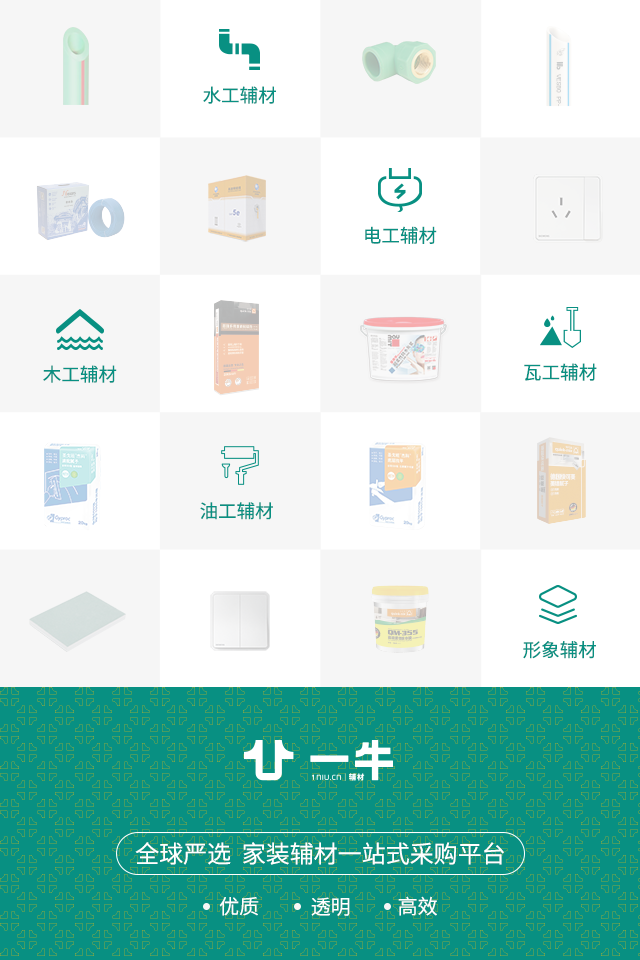 水工辅材
电工辅材
木工辅材
瓦工辅材
油工辅材
形象辅材
QM-355
一牛
1niu.cn | 辅材
全球严选 家装辅材一站式采购平台
• 优质 • 透明 • 高效